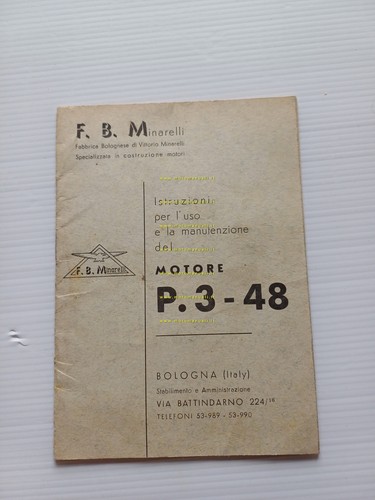 F. B. Minarelli
Fabbrica Bolognese di Vittorio Minarelli
Specializzata in costruzione motori
Istruzioni
per l'uso
e la manutenzione
del
MOTORE
P. 3 - 48
F. B. Minarelli
BOLOGNA (Italy)
Stabilimento e Amministrazione
VIA BATTINDARNO 224/
TELEFONI 53-989 - 53-990